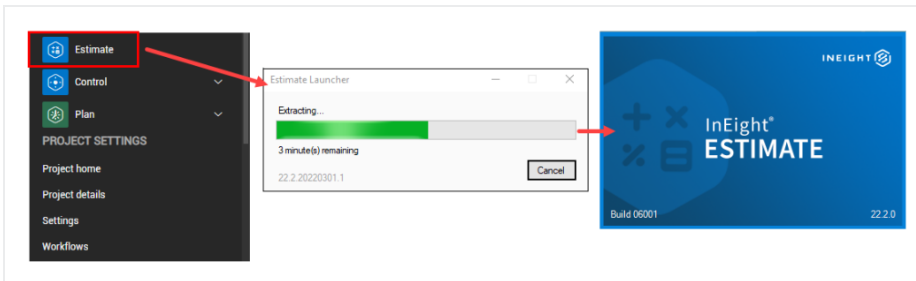 Estimate
Control
Plan
PROJECT SETTINGS
Project home
Project details
Settings
Workflows
Estimate Launcher
Extracting...
3 minute(s) remaining
22.2.20220301.1
Cancel
INEIGHT
InEight®
ESTIMATE
Build 06001
22.2.0